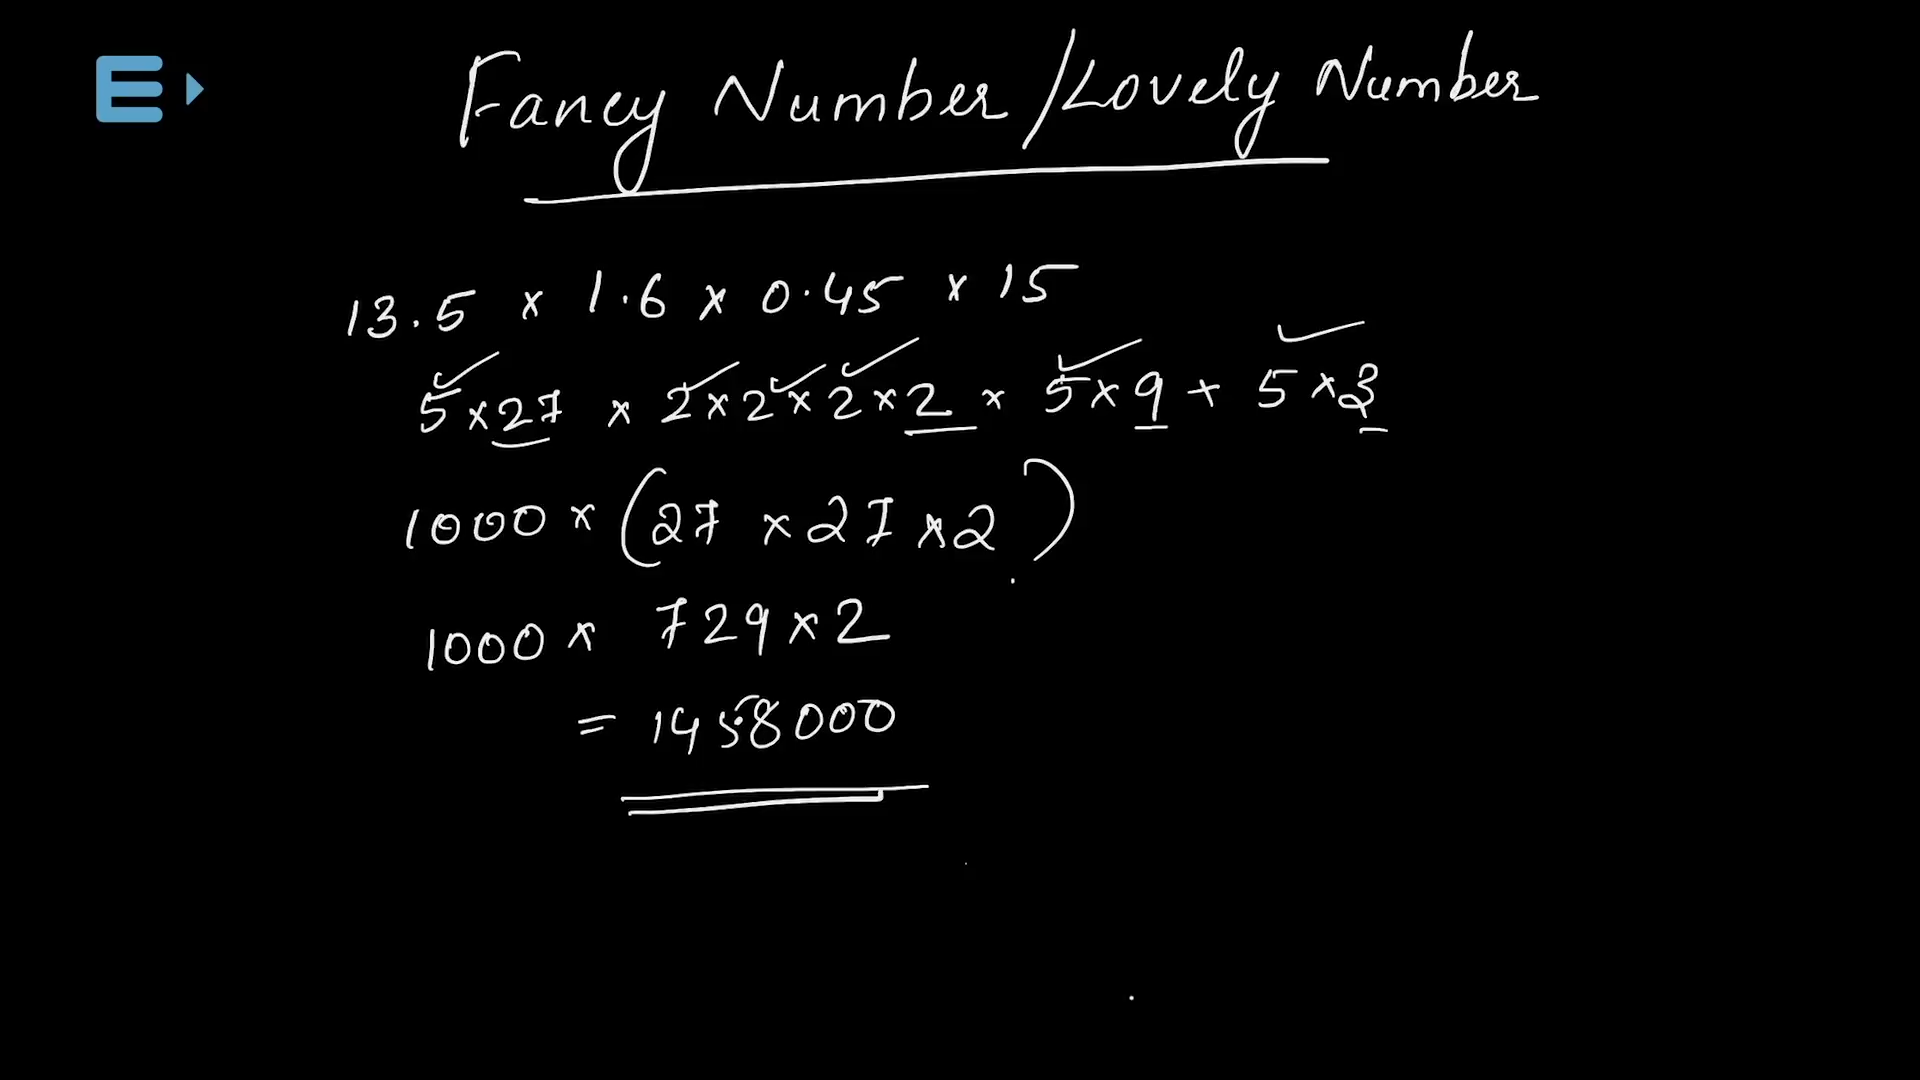 E
Fancy Number / Lovely Number
13.5 x 1.6 x 0.45 x 15
5 x 27 x 2 x 2 x 2 x 2 x 5 x 9 x 5 x 3
1000 x (27 x 27 x 2)
1000 x 729 x 2
= 1458000